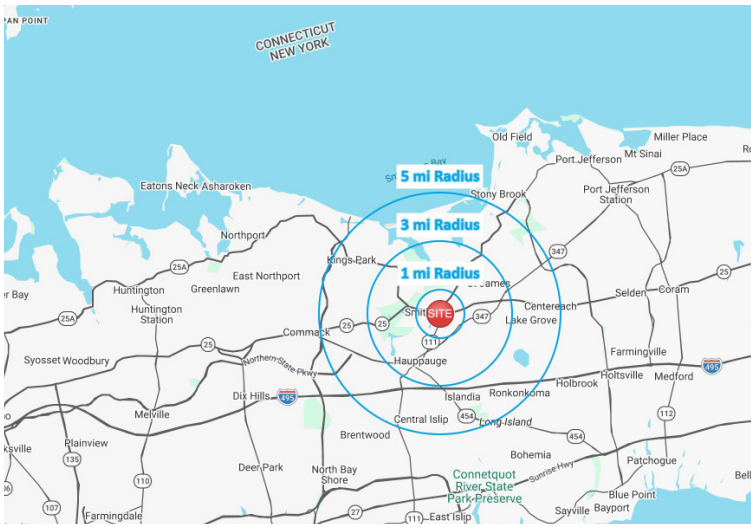 PAN POINT
CONNECTICUT
NEW YORK
Old Field
Miller Place
Mt Sinai
Port Jefferson
25A
5 mi Radius
Eatons Neck Asharoken
Stony Brook
Port Jefferson
Station
3 mi Radius
Northport
347
Kings Park
25A
East Northport
1 mi Radius
Huntington
Greenlawn
Selden
Coram
25
Centereach
Huntington
Station
SITE
347
Lake Grove
25A
25
25
Commack
111
25
Syosset
Woodbury
Northern State Pkwy
Hauppauge
Farmingville
495
Holtsville
Medford
Holbrook
Ronkonkoma
Dix Hills
495
Islandia
Melville
454
112
Central Islip
Long Island
Brentwood
454
Plainview
Bohemia
135
Deer Park
North Bay
Shore
Connetquot
River State
Park Preserve
Sunrise Hwy
Patchogue
110
Blue Point
107
27
Sayville
Bayport
Farmingdale
111
East Islip